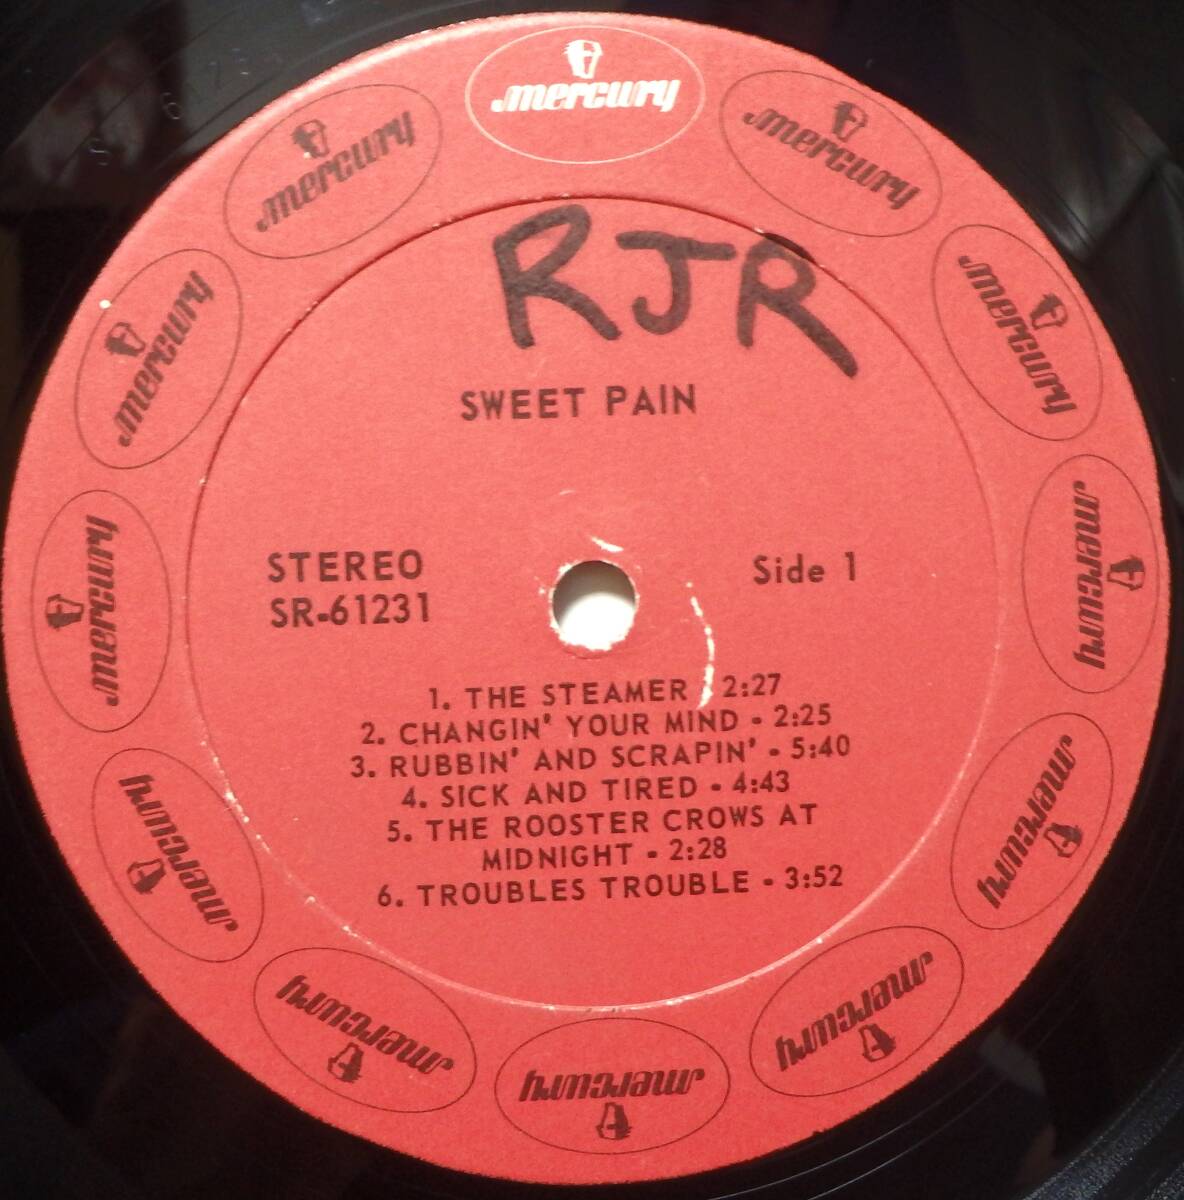 mercury
mercury
mercury
mercury
mercury
mercury
mercury
mercury
mercury
mercury
mercury
mercury
RJR
SWEET PAIN
STEREO
SR-61231
Side 1
1. THE STEAMER - 2:27
2. CHANGIN' YOUR MIND - 2:25
3. RUBBIN' AND SCRAPIN' - 5:40
4. SICK AND TIRED - 4:43
5. THE ROOSTER CROWS AT
MIDNIGHT - 2:28
6. TROUBLES TROUBLE - 3:52